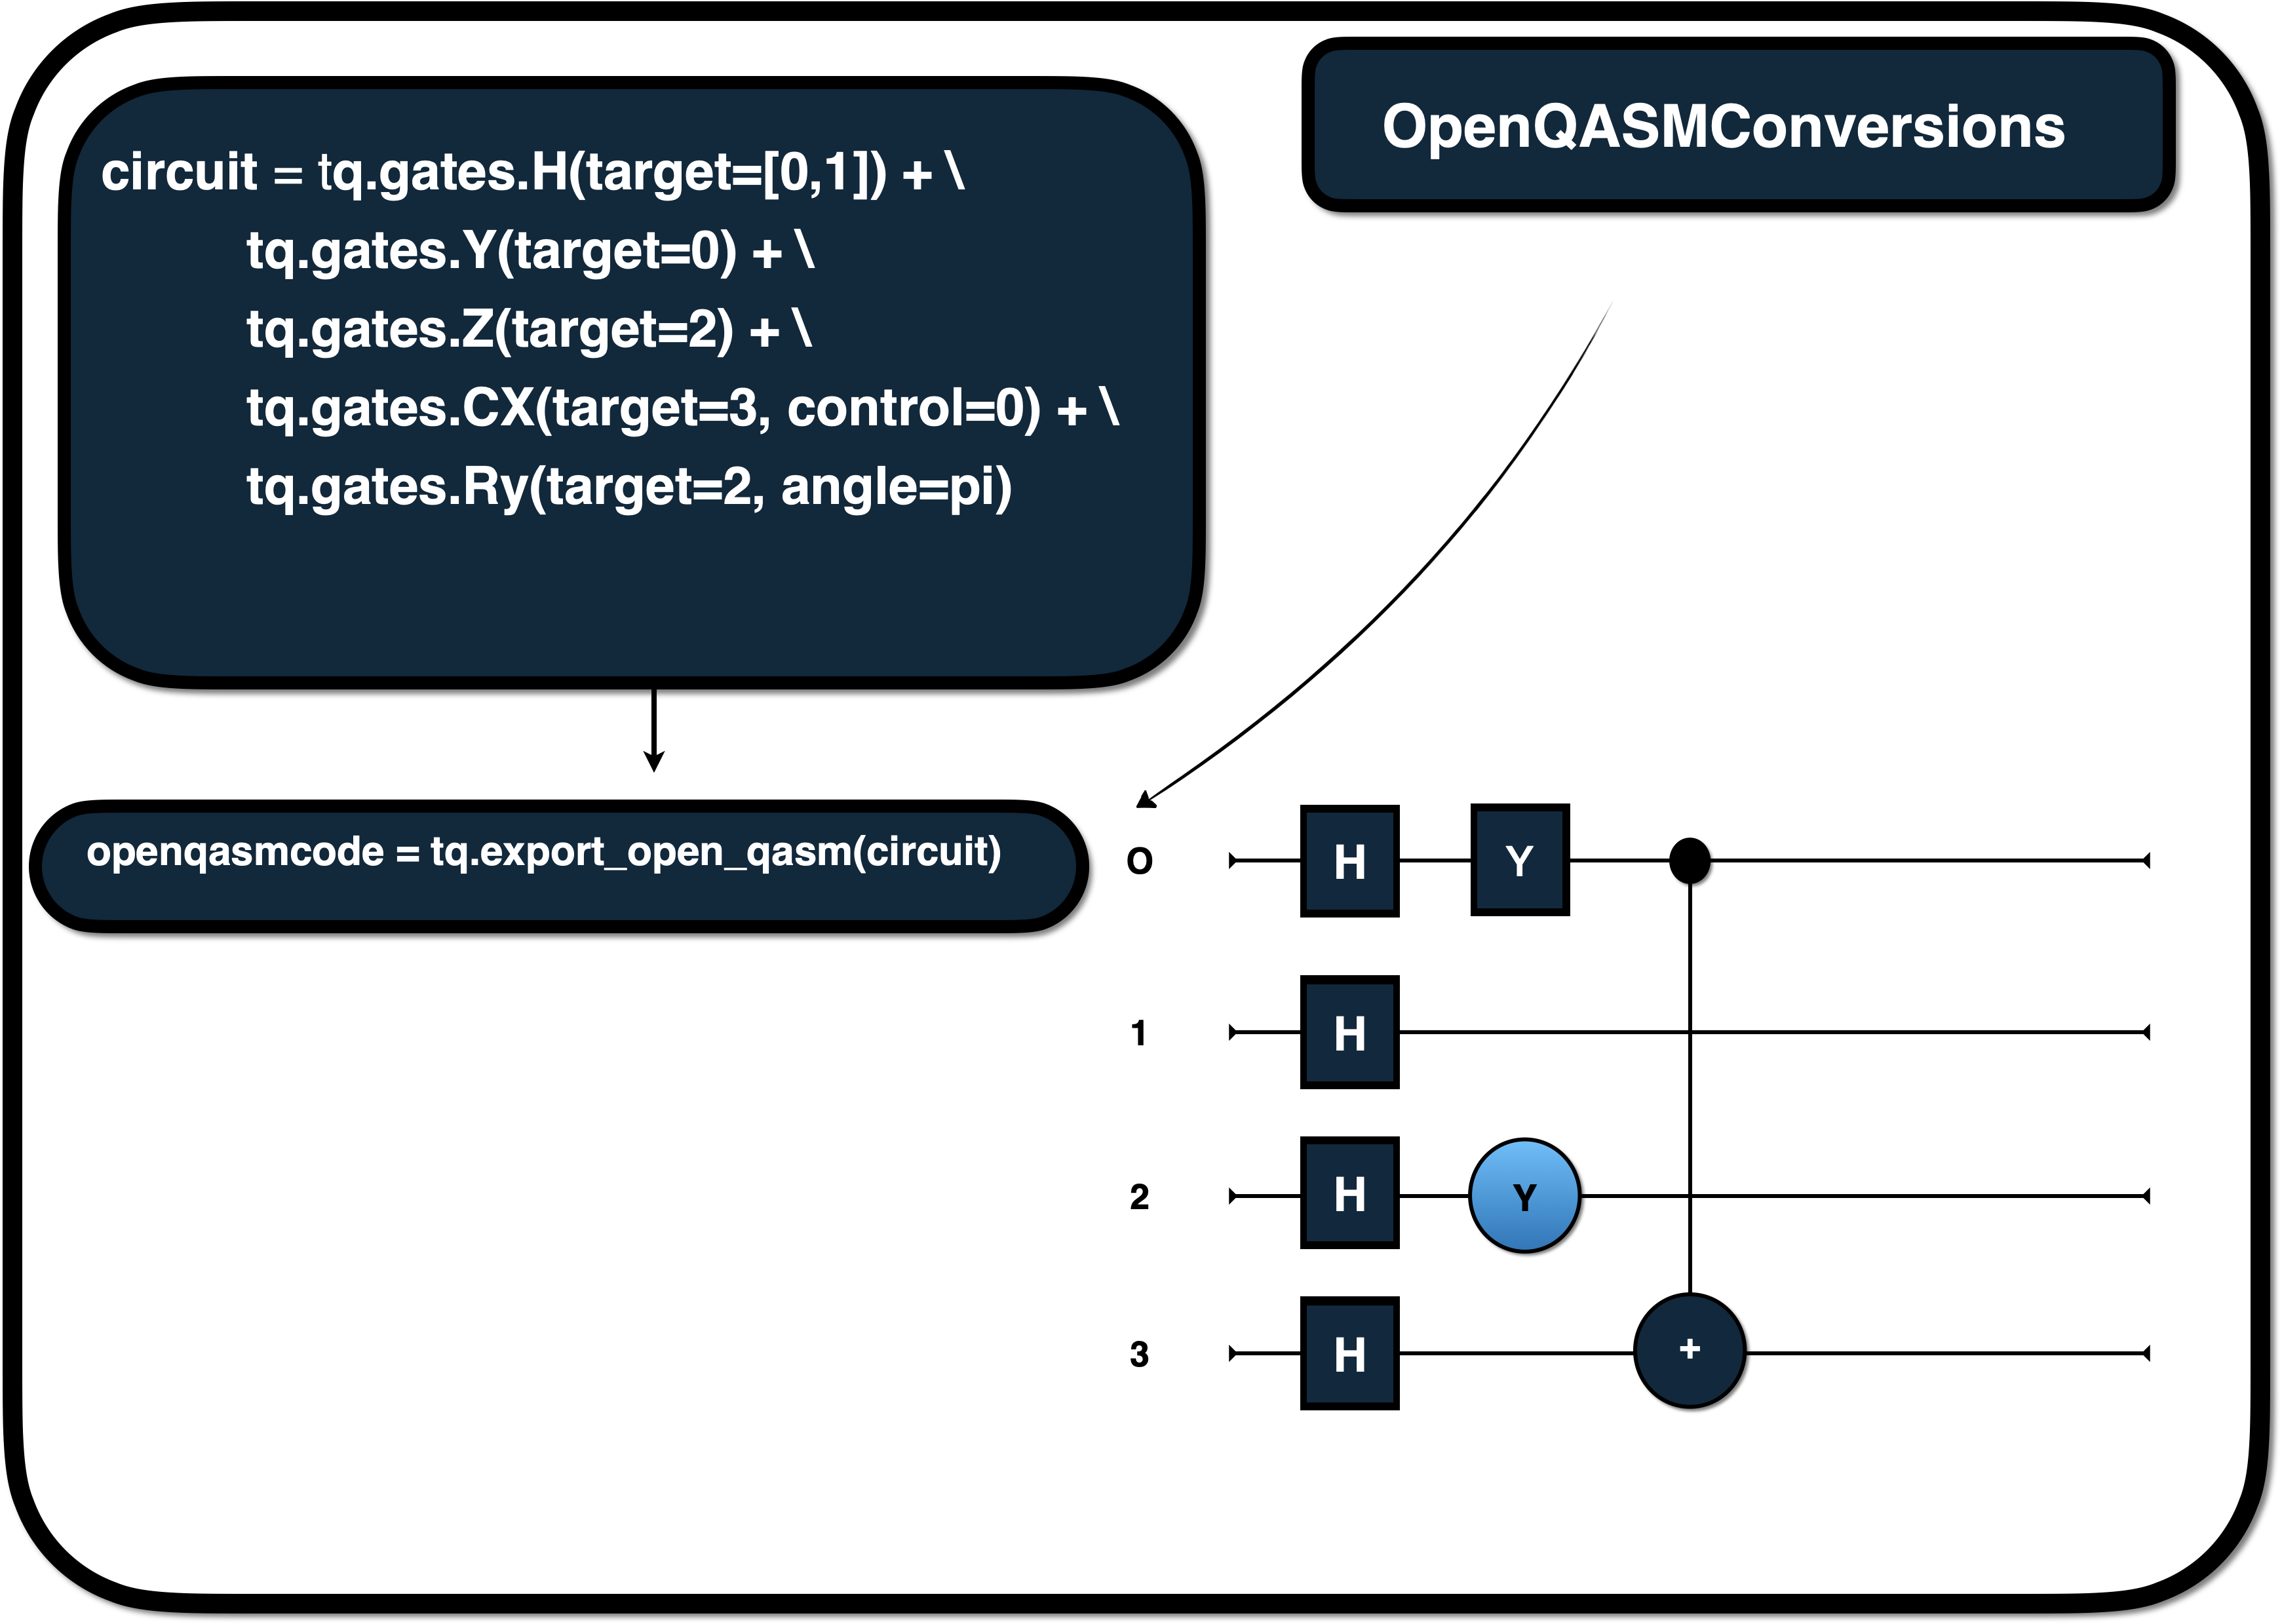 OpenQASMConversions
circuit = tq.gates.H(target=[0,1]) + \
tq.gates.Y(target=0) + \
tq.gates.Z(target=2) + \
tq.gates.CX(target=3, control=0) + \
tq.gates.Ry(target=2, angle=pi)
openqasmcode = tq.export_open_qasm(circuit)
O H Y
1 H
2 H Y
3 H +